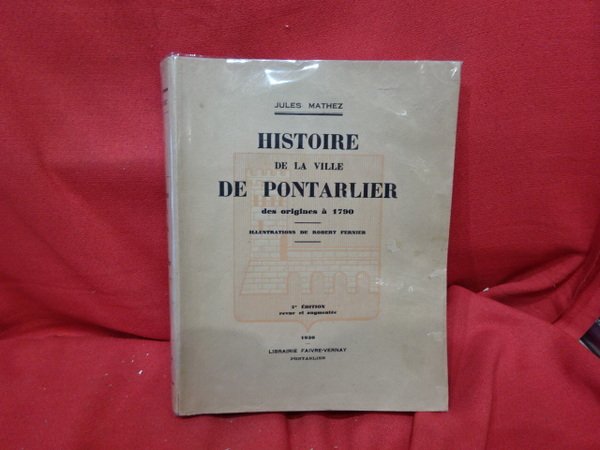 JULES MATHEZ
HISTOIRE
DE LA VILLE
DE PONTARLIER
des origines à 1790
ILLUSTRATIONS DE ROBERT FERNIER
ÉDITION
revue et augmentée
LIBRAIRIE FAIVRE-VERNAY
PONTARLIER